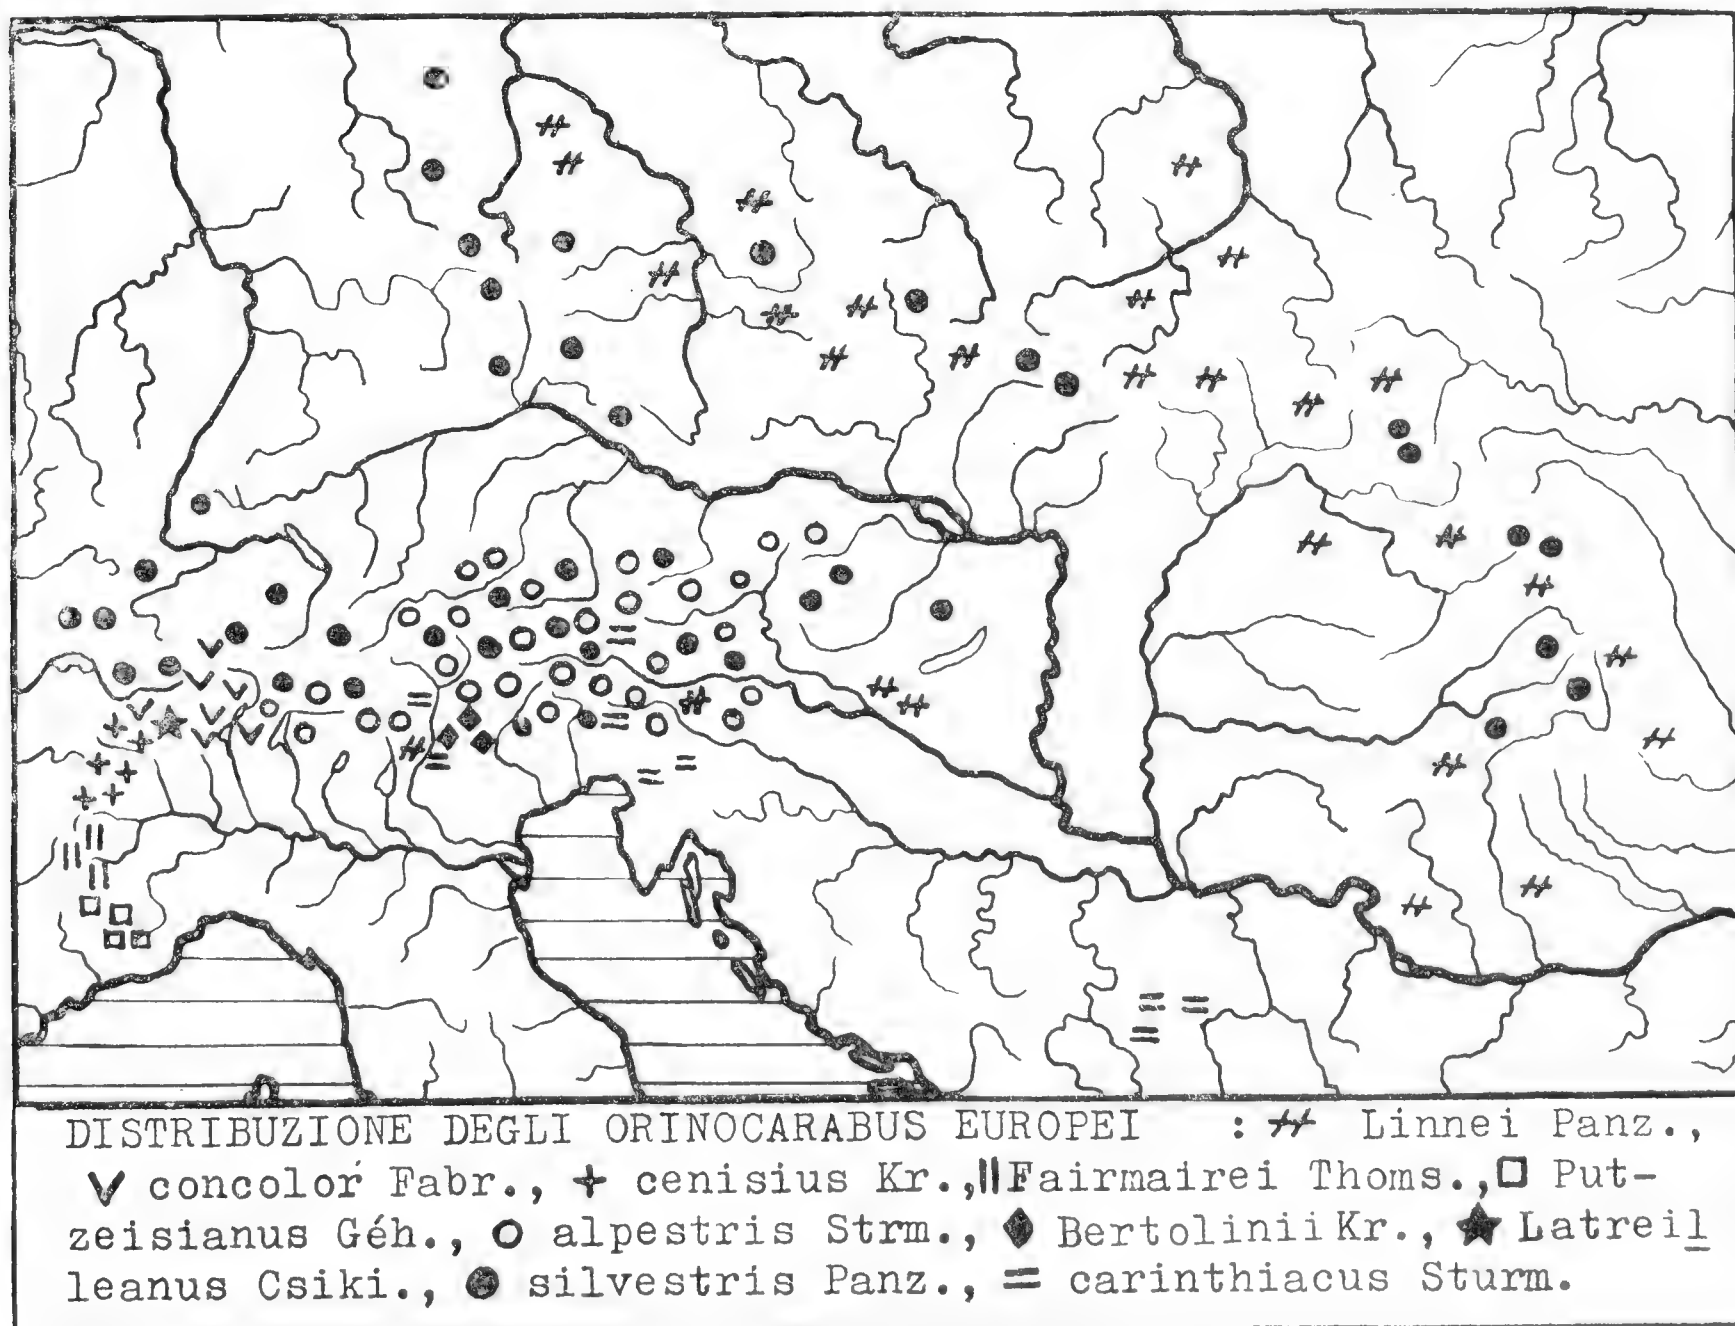 DISTRIBUZIONE DEGLI ORINOCARABUS EUROPEI : Linnei Panz.,
concolor Fabr., cenisius Kr., Fairmairei Thoms., Put-
zeisianus Géh., alpestris Strm., Bertolinii Kr., Latreil
leanus Csiki., silvestris Panz., carinthiacus Sturm.